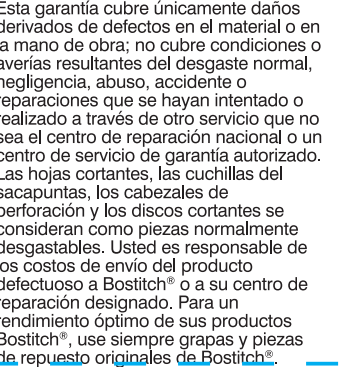 Esta garantía cubre únicamente daños
derivados de defectos en el material o en
la mano de obra; no cubre condiciones o
averías resultantes del desgaste normal,
negligencia, abuso, accidente o
reparaciones que se hayan intentado o
realizado a través de otro servicio que no
sea el centro de reparación nacional o un
centro de servicio de garantía autorizado.
Las hojas cortantes, las cuchillas del
sacapuntas, los cabezales de
perforación y los discos cortantes se
consideran como piezas normalmente
desgastables. Usted es responsable de
los costos de envío del producto
defectuoso a Bostitch® o a su centro de
reparación designado. Para un
rendimiento óptimo de sus productos
Bostitch®, use siempre grapas y piezas
de repuesto originales de Bostitch®.